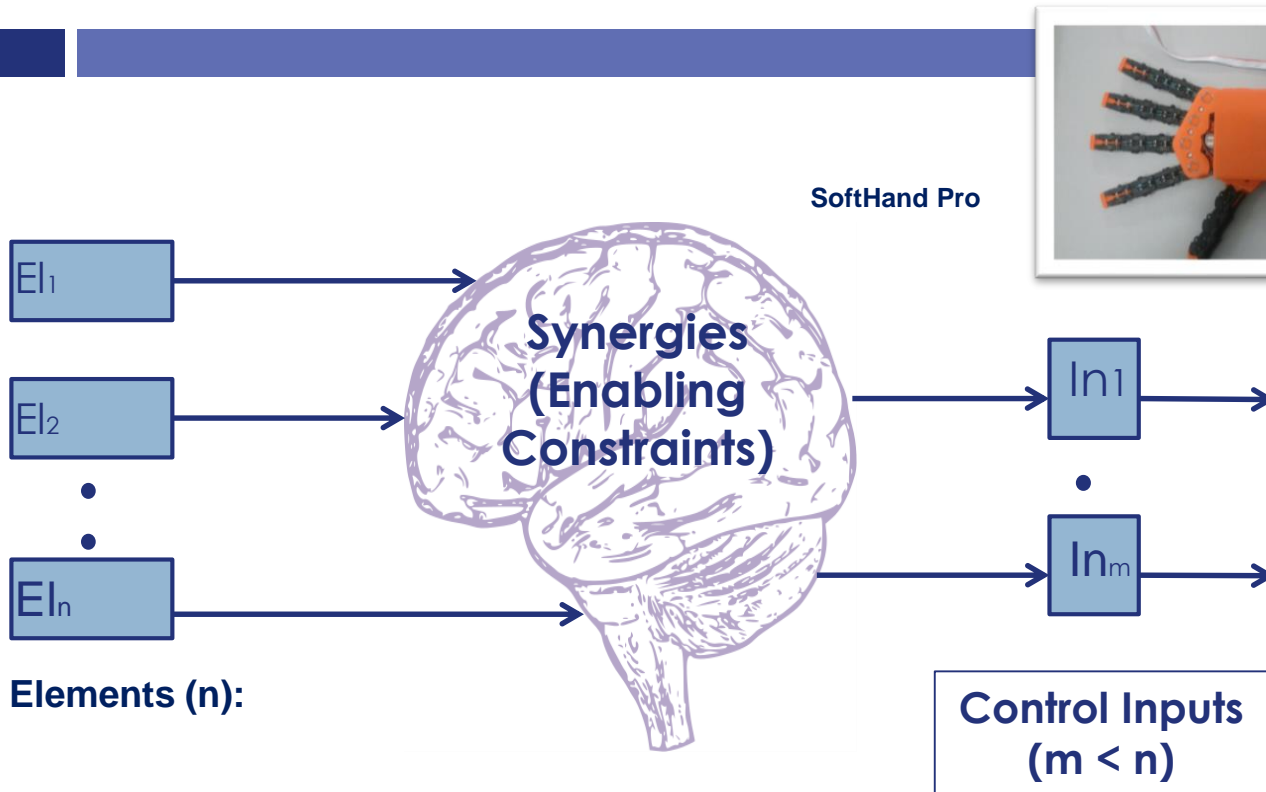 SoftHand Pro
El1
El2
Eln
Synergies
(Enabling
Constraints)
In1
Inm
Elements (n):
Control Inputs
(m < n)